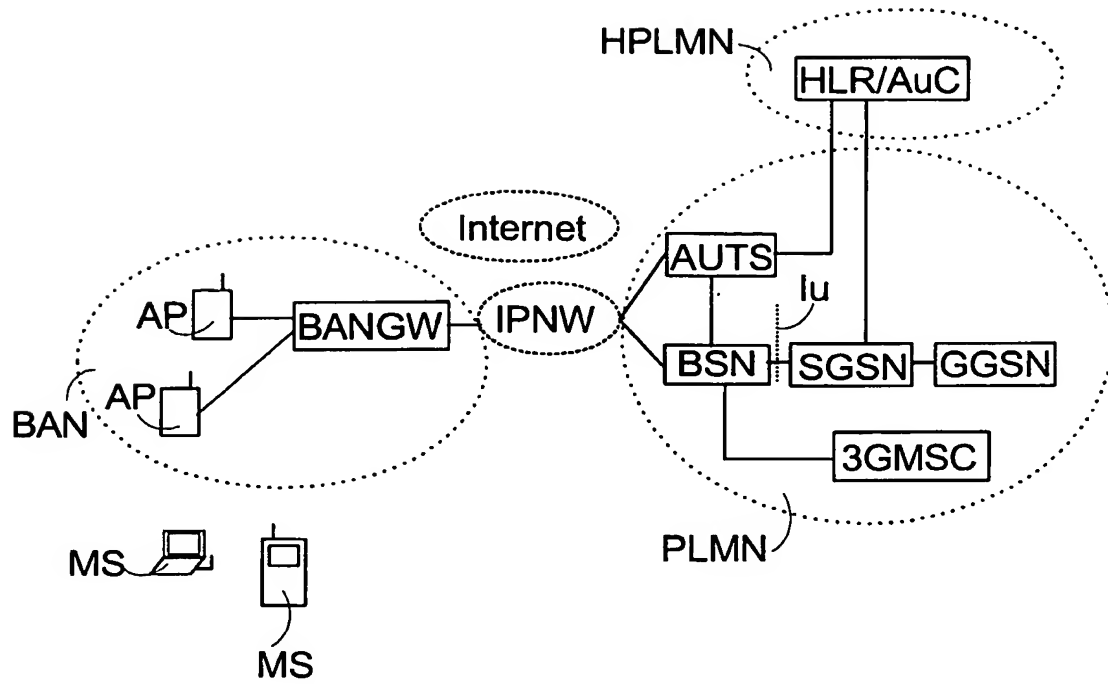 HPLMN
HLR/AuC
Internet
AUTS
Iu
AP
BANGW
IPNW
BSN
SGSN
GGSN
AP
BAN
3GMSC
PLMN
MS
MS